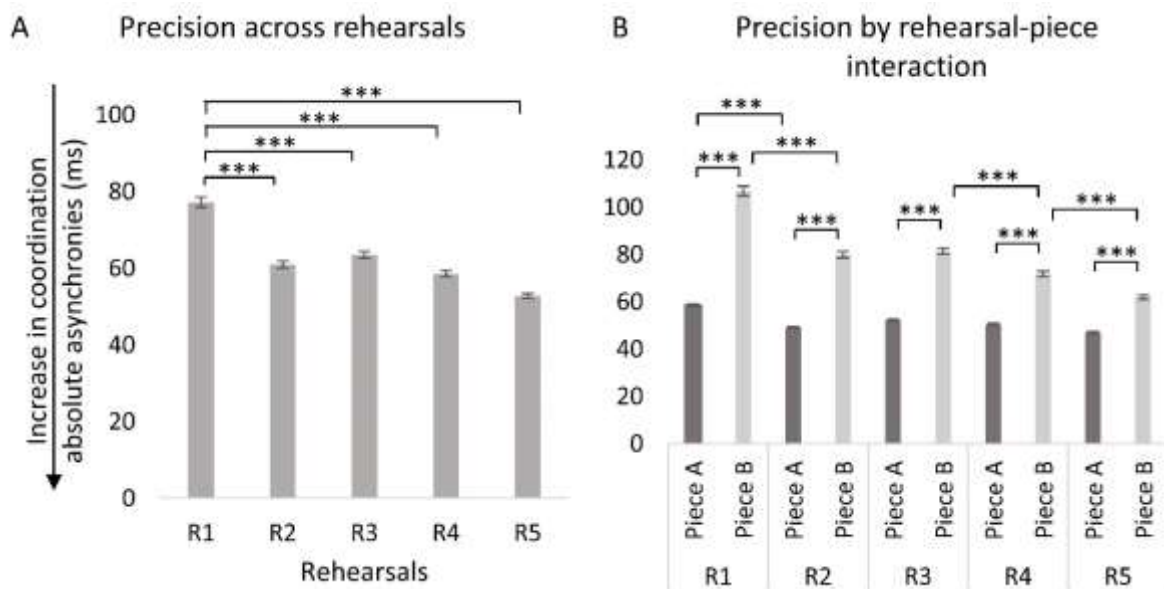 A
Precision across rehearsals
Increase in coordination
absolute asynchronies (ms)
100
80
60
40
20
0
***
***
***
***
R1 R2 R3 R4 R5
Rehearsals
B
Precision by rehearsal-piece
interaction
120
100
80
60
40
20
0
***
*** ***
***
***
***
***
***
***
Piece A Piece B Piece A Piece B Piece A Piece B Piece A Piece B Piece A Piece B
R1 R2 R3 R4 R5